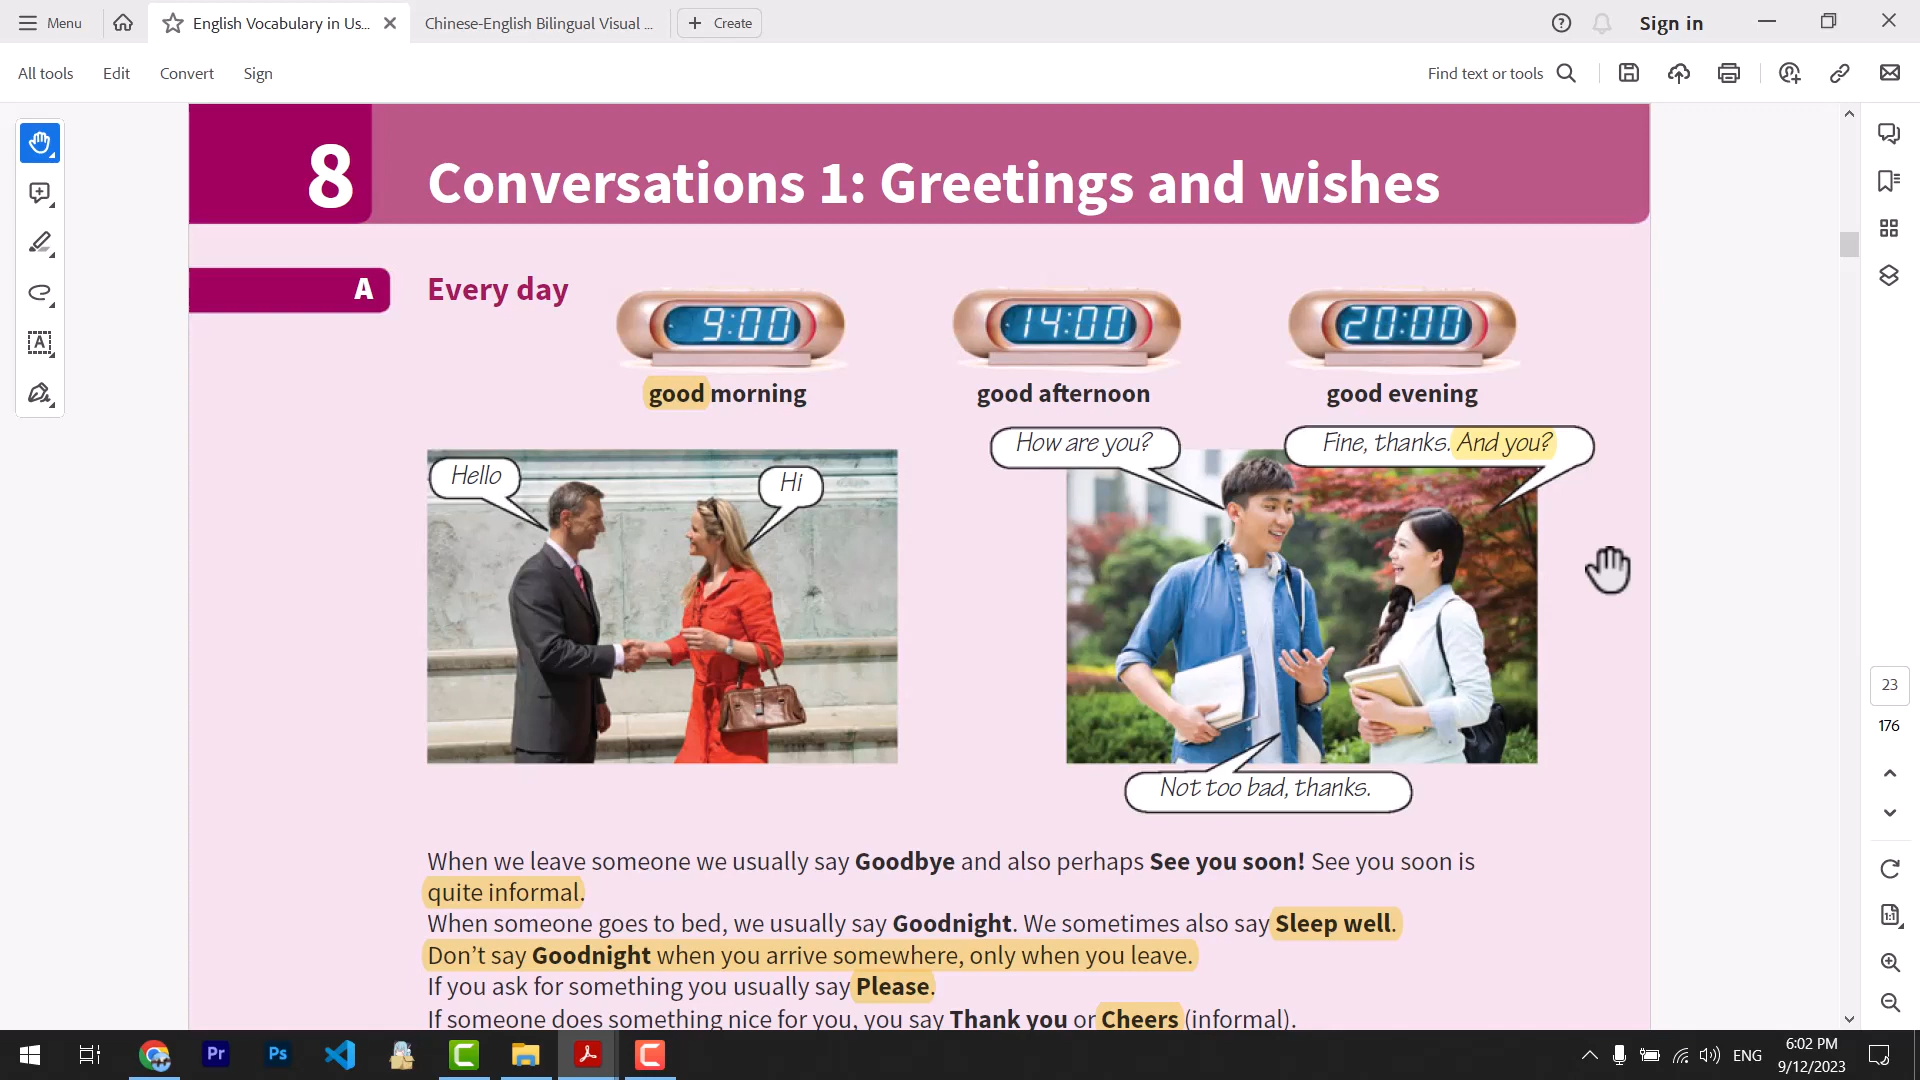 Menu
English Vocabulary in Us...
Chinese-English Bilingual Visual ...
Create
Sign in
All tools
Edit
Convert
Sign
Find text or tools
8
Conversations 1: Greetings and wishes
A
Every day
9:00
14:00
20:00
good morning
good afternoon
good evening
Hello
Hi
How are you?
Fine, thanks. And you?
Not too bad, thanks.
When we leave someone we usually say Goodbye and also perhaps See you soon! See you soon is
quite informal.
When someone goes to bed, we usually say Goodnight. We sometimes also say Sleep well.
Don't say Goodnight when you arrive somewhere, only when you leave.
If you ask for something you usually say Please.
If someone does something nice for you, you say Thank you or Cheers (informal).
23
176
Pr
Ps
ENG
6:02 PM
9/12/2023